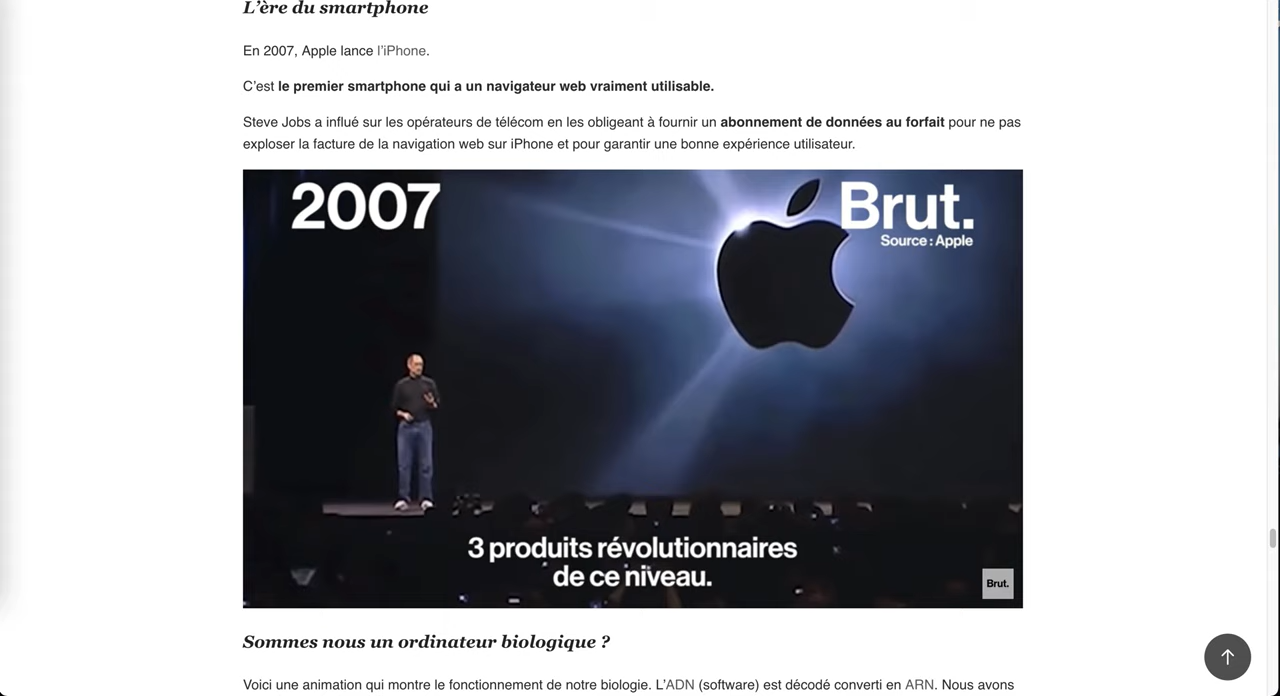 L’ère du smartphone
En 2007, Apple lance l’iPhone.
C’est le premier smartphone qui a un navigateur web vraiment utilisable.
Steve Jobs a influé sur les opérateurs de télécom en les obligeant à fournir un abonnement de données au forfait pour ne pas
exploser la facture de la navigation web sur iPhone et pour garantir une bonne expérience utilisateur.
2007
Brut.
Source : Apple
3 produits révolutionnaires
de ce niveau.
Brut.
Sommes nous un ordinateur biologique ?
Voici une animation qui montre le fonctionnement de notre biologie. L’ADN (software) est décodé converti en ARN. Nous avons